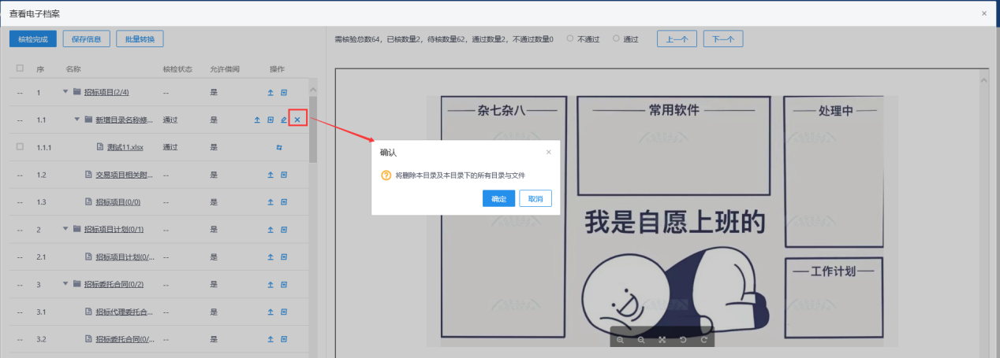 查看电子档案
×
核检完成 保存信息 批量转换
需核验总数64，已核数量2，待核数量62，通过数量2，不通过数量0 不通过 通过 上一个 下一个
序 名称 核检状态 允许借阅 操作
-- 1 招标项目(2/4) -- 是
-- 1.1 新增目录名称修... 通过 是
1.1.1 测试11.xlsx 通过 是
-- 1.2 交易项目相关附... -- 是
-- 1.3 招标项目(0/0) -- 是
-- 2 招标项目计划(0/1) -- 是
-- 2.1 招标项目计划(0/... -- 是
-- 3 招标委托合同(0/2) -- 是
-- 3.1 招标代理委托合... -- 是
-- 3.2 招标委托合同(0/... -- 是
确认 ×
将删除本目录及本目录下的所有目录与文件
确定 取消
杂七杂八
常用软件
处理中
我是自愿上班的
工作计划